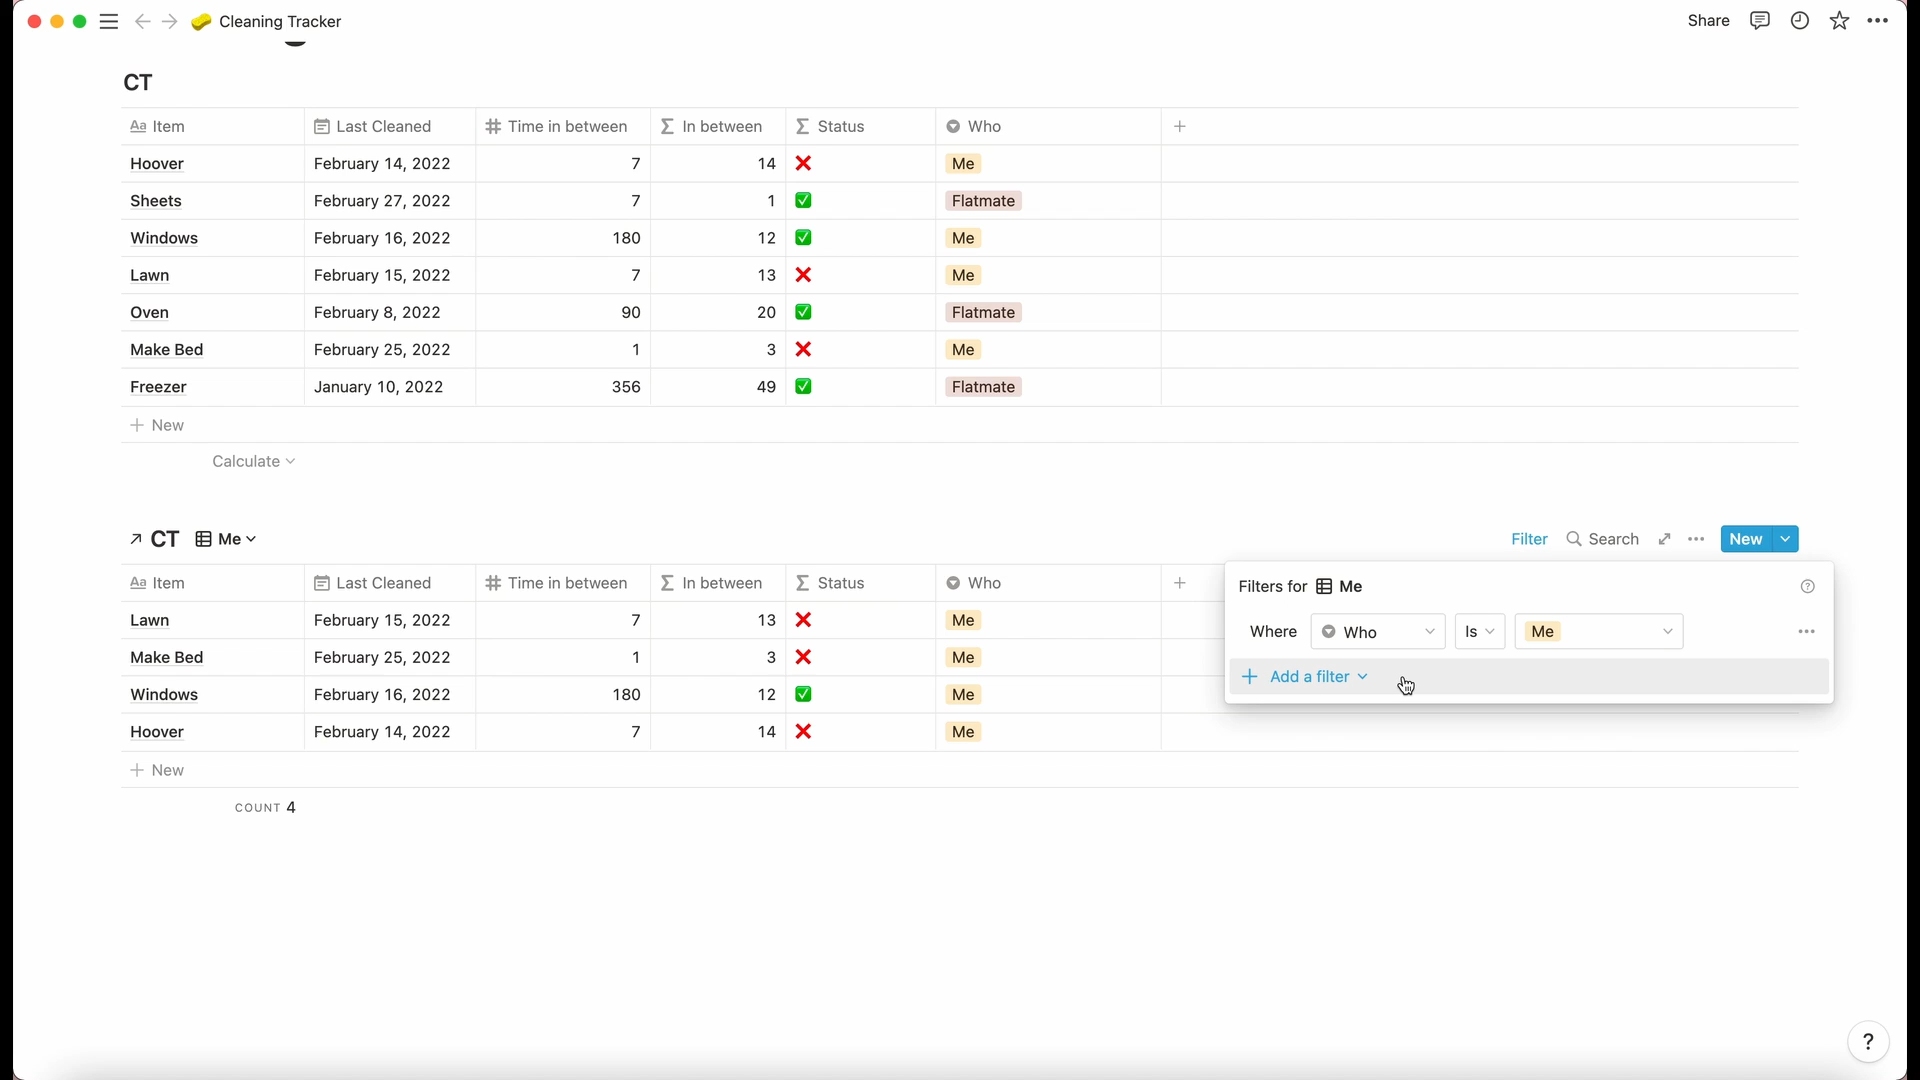 Cleaning Tracker Share
CT
Aa Item Last Cleaned # Time in between Σ In between Σ Status Who +
Hoover February 14, 2022 7 14 ❌ Me
Sheets February 27, 2022 7 1 ✅ Flatmate
Windows February 16, 2022 180 12 ✅ Me
Lawn February 15, 2022 7 13 ❌ Me
Oven February 8, 2022 90 20 ✅ Flatmate
Make Bed February 25, 2022 1 3 ❌ Me
Freezer January 10, 2022 356 49 ✅ Flatmate
+ New
Calculate
↗ CT Me Filter Search ••• New
Aa Item Last Cleaned # Time in between Σ In between Σ Status Who +
Lawn February 15, 2022 7 13 ❌ Me
Make Bed February 25, 2022 1 3 ❌ Me
Windows February 16, 2022 180 12 ✅ Me
Hoover February 14, 2022 7 14 ❌ Me
+ New
COUNT 4
Filters for Me ?
Where Who Is Me •••
+ Add a filter
?